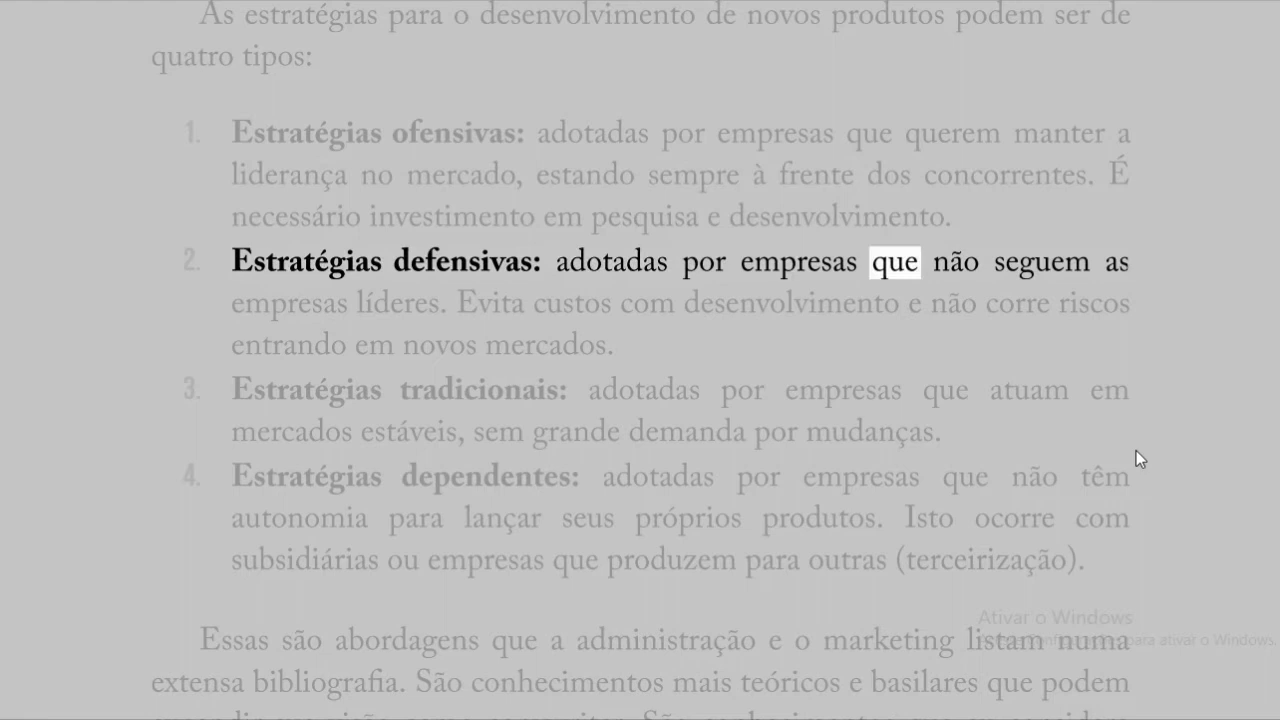 As estratégias para o desenvolvimento de novos produtos podem ser de
quatro tipos:
1. Estratégias ofensivas: adotadas por empresas que querem manter a
liderança no mercado, estando sempre à frente dos concorrentes. É
necessário investimento em pesquisa e desenvolvimento.
2. Estratégias defensivas: adotadas por empresas que não seguem as
empresas líderes. Evita custos com desenvolvimento e não corre riscos
entrando em novos mercados.
3. Estratégias tradicionais: adotadas por empresas que atuam em
mercados estáveis, sem grande demanda por mudanças.
4. Estratégias dependentes: adotadas por empresas que não têm
autonomia para lançar seus próprios produtos. Isto ocorre com
subsidiárias ou empresas que produzem para outras (terceirização).
Ativar o Windows
para ativar o Windows.
Essas são abordagens que a administração e o marketing listam numa
extensa bibliografia. São conhecimentos mais teóricos e basilares que podem